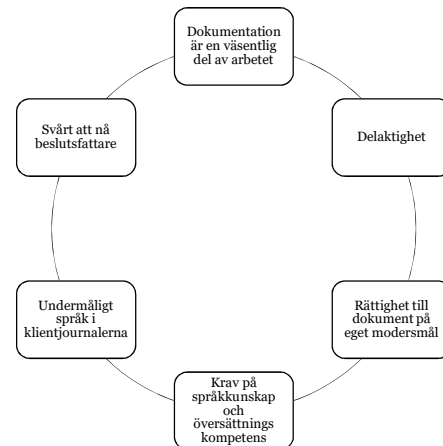 Dokumentation
är en väsentlig
del av arbetet
Delaktighet
Rättighet till
dokument på
eget modersmål
Krav på
språkkunskap
och
översättnings
kompetens
Undermåligt
språk i
klientjournalerna
Svårt att nå
beslutsfattare